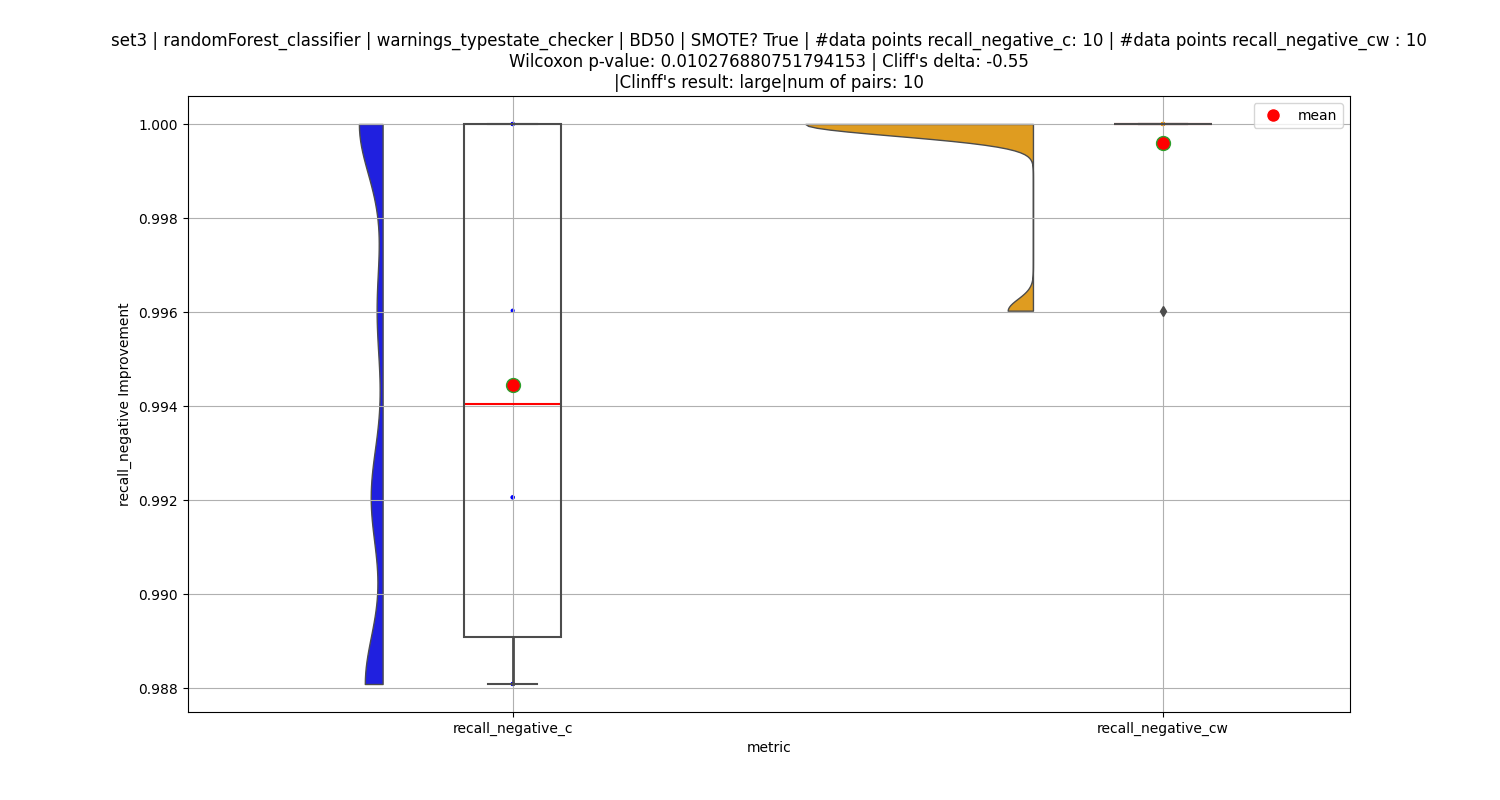 set3 | randomForest_classifier | warnings_typestate_checker | BD50 | SMOTE? True | #data points recall_negative_c: 10 | #data points recall_negative_cw : 10
Wilcoxon p-value: 0.010276880751794153 | Cliff's delta: -0.55
|Clinff's result: large|num of pairs: 10
mean
1.000
0.998
0.996
0.994
0.992
0.990
0.988
recall_negative Improvement
recall_negative_c
recall_negative_cw
metric